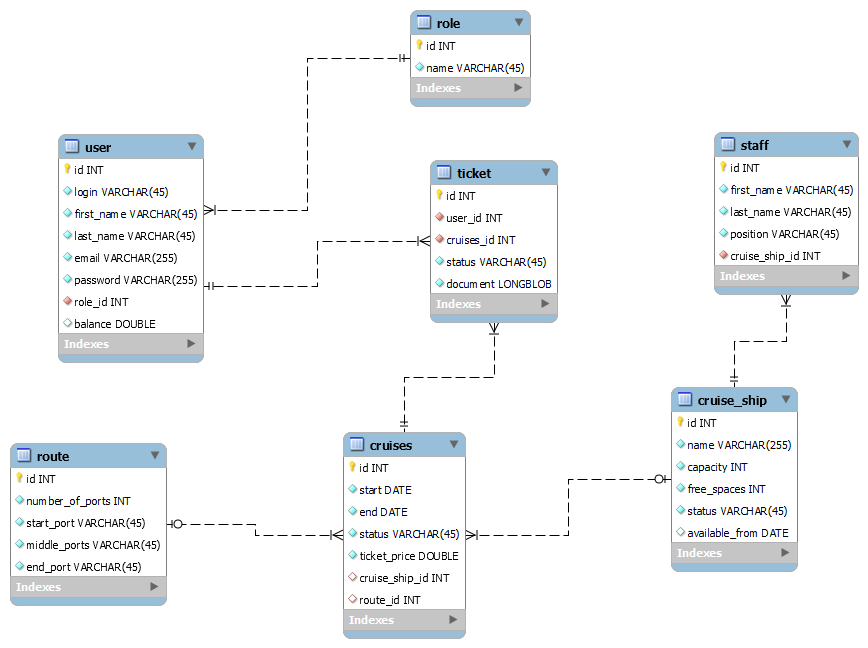 role
id INT
name VARCHAR(45)
Indexes
user
id INT
login VARCHAR(45)
first_name VARCHAR(45)
last_name VARCHAR(45)
email VARCHAR(255)
password VARCHAR(255)
role_id INT
balance DOUBLE
Indexes
ticket
id INT
user_id INT
cruises_id INT
status VARCHAR(45)
document LONGBLOB
Indexes
staff
id INT
first_name VARCHAR(45)
last_name VARCHAR(45)
position VARCHAR(45)
cruise_ship_id INT
Indexes
route
id INT
number_of_ports INT
start_port VARCHAR(45)
middle_ports VARCHAR(45)
end_port VARCHAR(45)
Indexes
cruises
id INT
start DATE
end DATE
status VARCHAR(45)
ticket_price DOUBLE
cruise_ship_id INT
route_id INT
Indexes
cruise_ship
id INT
name VARCHAR(255)
capacity INT
free_spaces INT
status VARCHAR(45)
available_from DATE
Indexes